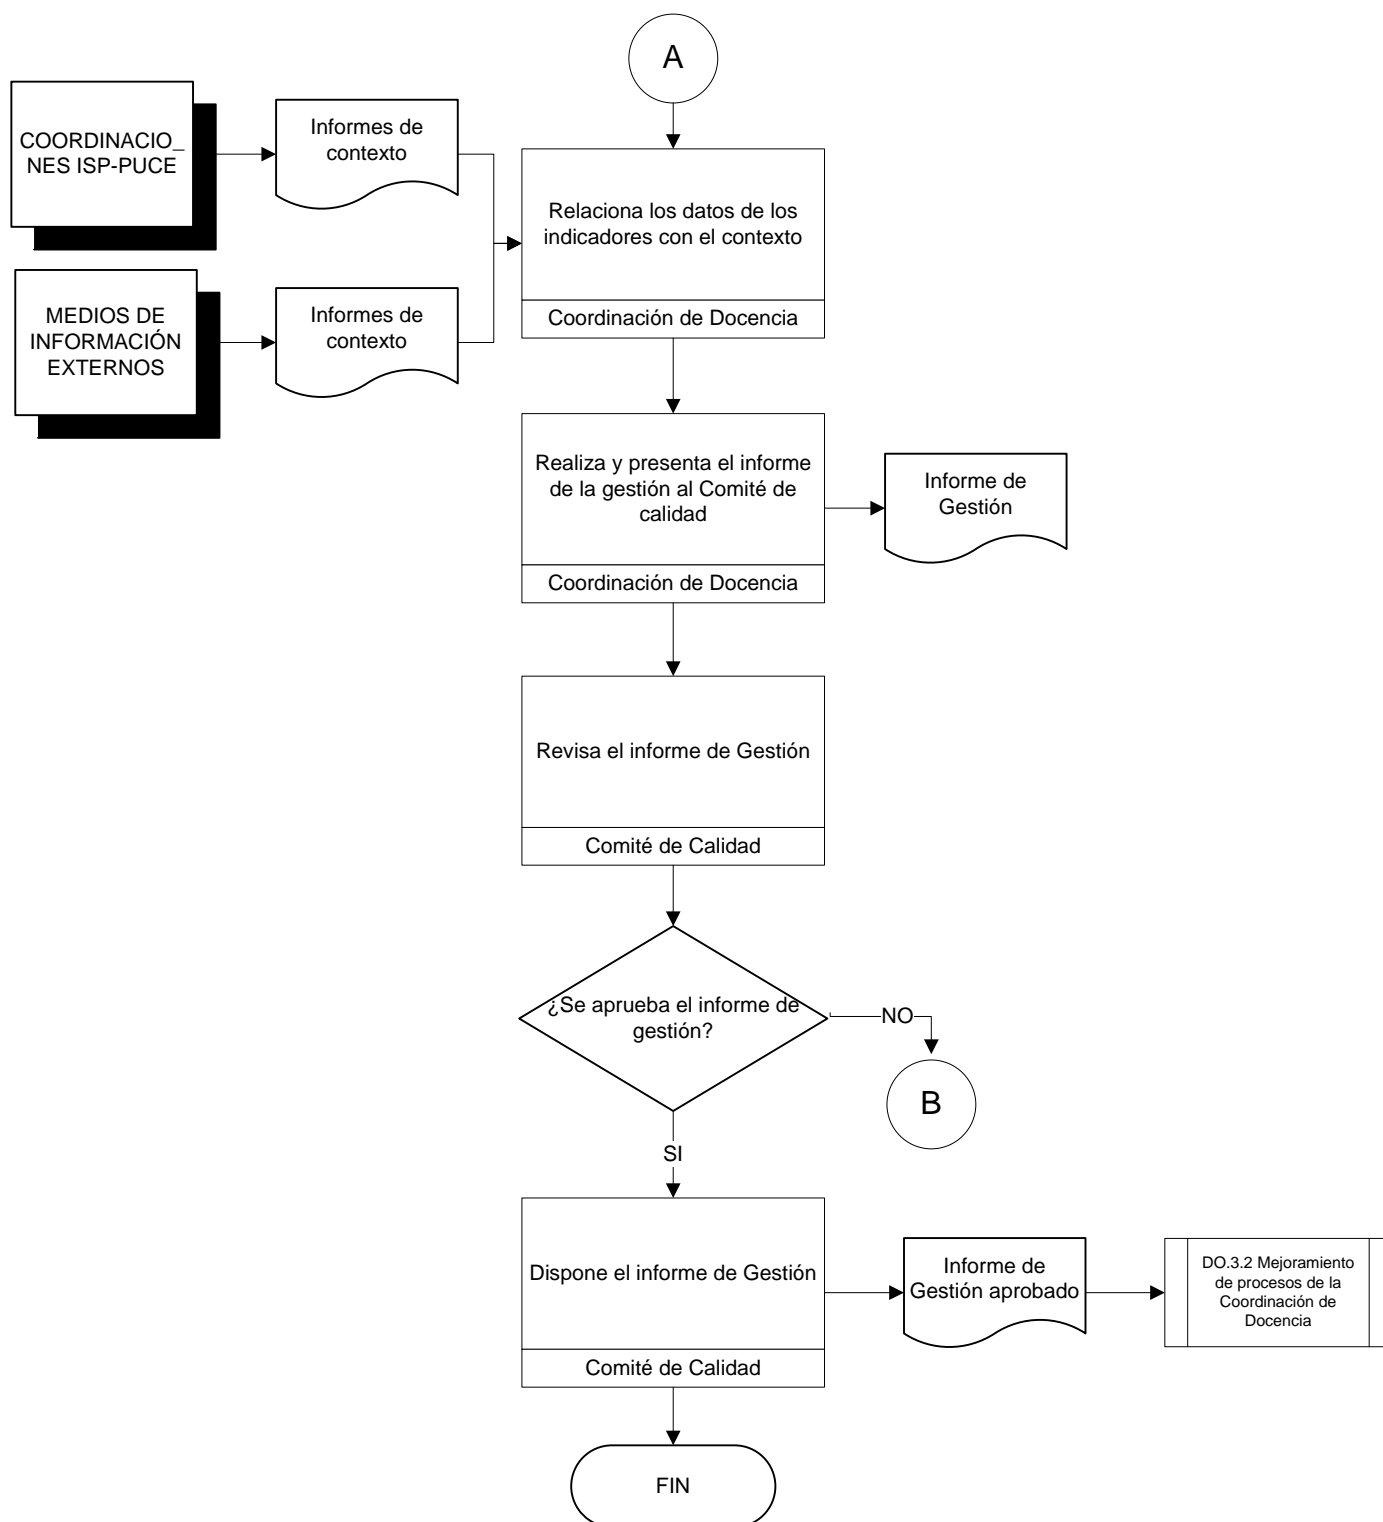 A
COORDINACIO_
NES ISP-PUCE
Informes de
contexto
Relaciona los datos de los
indicadores con el contexto
Coordinación de Docencia
MEDIOS DE
INFORMACIÓN
EXTERNOS
Informes de
contexto
Realiza y presenta el informe
de la gestión al Comité de
calidad
Coordinación de Docencia
Informe de
Gestión
Revisa el informe de Gestión
Comité de Calidad
¿Se aprueba el informe de
gestión?
NO
B
SI
Dispone el informe de Gestión
Comité de Calidad
Informe de
Gestión aprobado
DO.3.2 Mejoramiento
de procesos de la
Coordinación de
Docencia
FIN